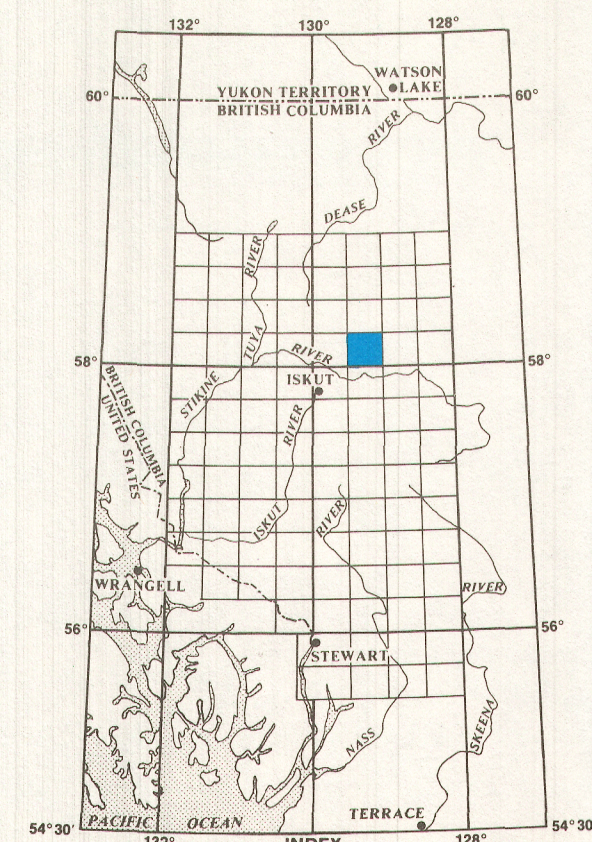 132°
130°
128°
WATSON
LAKE
60°
YUKON TERRITORY
60°
BRITISH COLUMBIA
RIVER
DEASE
RIVER
TUYA
58°
RIVER
58°
ISKUT
STIKINE
BRITISH COLUMBIA
UNITED STATES
RIVER
ISKUT
RIVER
WRANGELL
RIVER
56°
56°
STEWART
NASS
SKEENA
PACIFIC OCEAN
TERRACE
54°30'
54°30'
132°
INDEX
128°